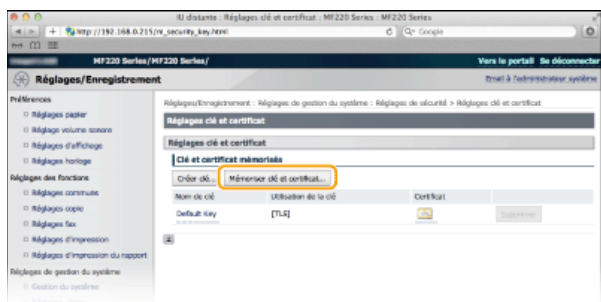 IU distante : Réglages clé et certificat : MF220 Series : MF220 Series
http://192.168.0.215/m_security_key.html
Google
MF220 Series/MF220 Series/
Vers le portail Se déconnecter
Réglages/Enregistrement
Email à l'administrateur système
Préférences
Réglages papier
Réglage volume sonore
Réglages d'affichage
Réglages horloge
Réglages des fonctions
Réglages communs
Réglages copie
Réglages fax
Réglages d'impression
Réglages d'impression du rapport
Réglages de gestion du système
Gestion du système
Réglages/Enregistrement : Réglages de gestion du système : Réglages de sécurité > Réglages clé et certificat
Réglages clé et certificat
Réglages clé et certificat
Clé et certificat mémorisés
Créer clé... Mémoriser clé et certificat...
Nom de clé Utilisation de la clé Certificat
Default Key [TLS] Supprimer